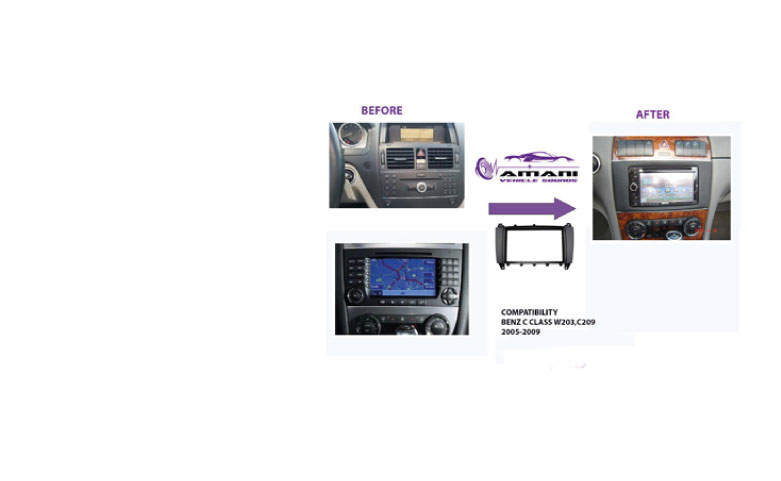 BEFORE
AFTER
AMANI
VEHICLE SOUNDS
COMPATIBILITY
BENZ C CLASS W203,C209
2005-2009